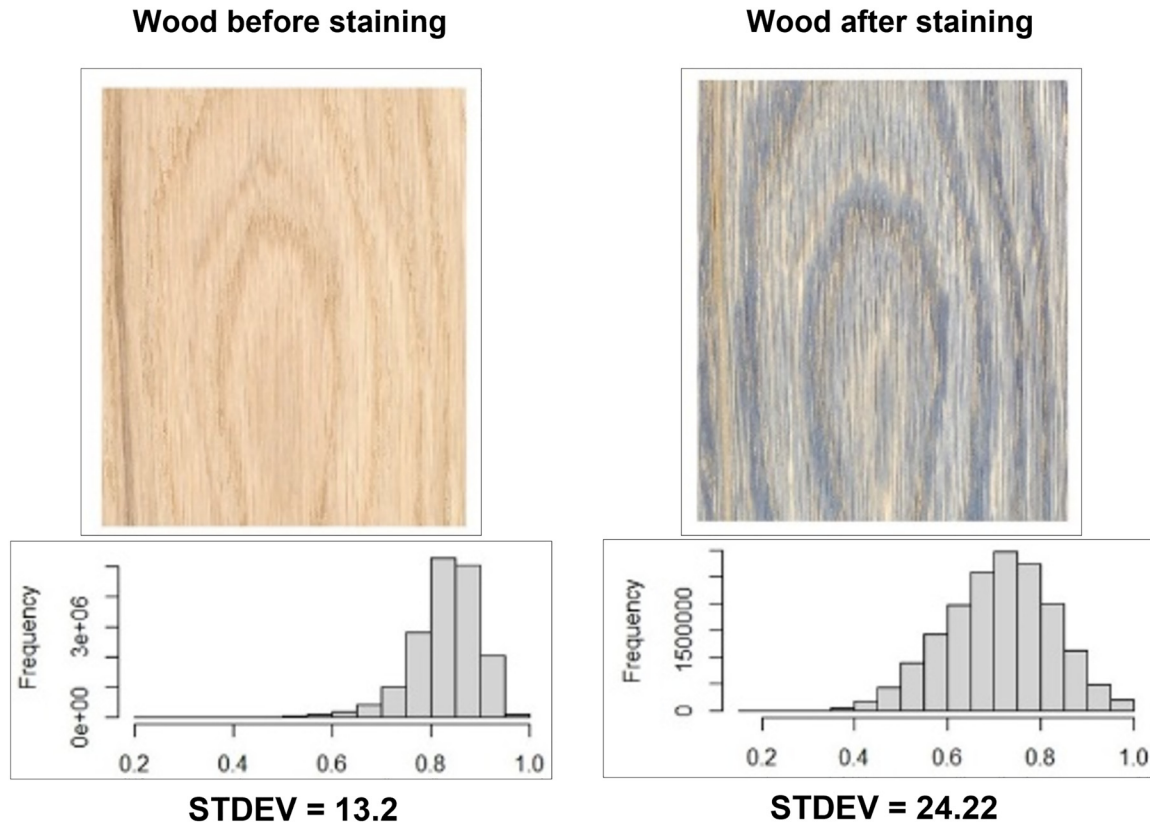 Wood before staining
Wood after staining
Frequency
0e+00 3e+06
0.2 0.4 0.6 0.8 1.0
Frequency
0 1500000
0.2 0.4 0.6 0.8 1.0
STDEV = 13.2
STDEV = 24.22